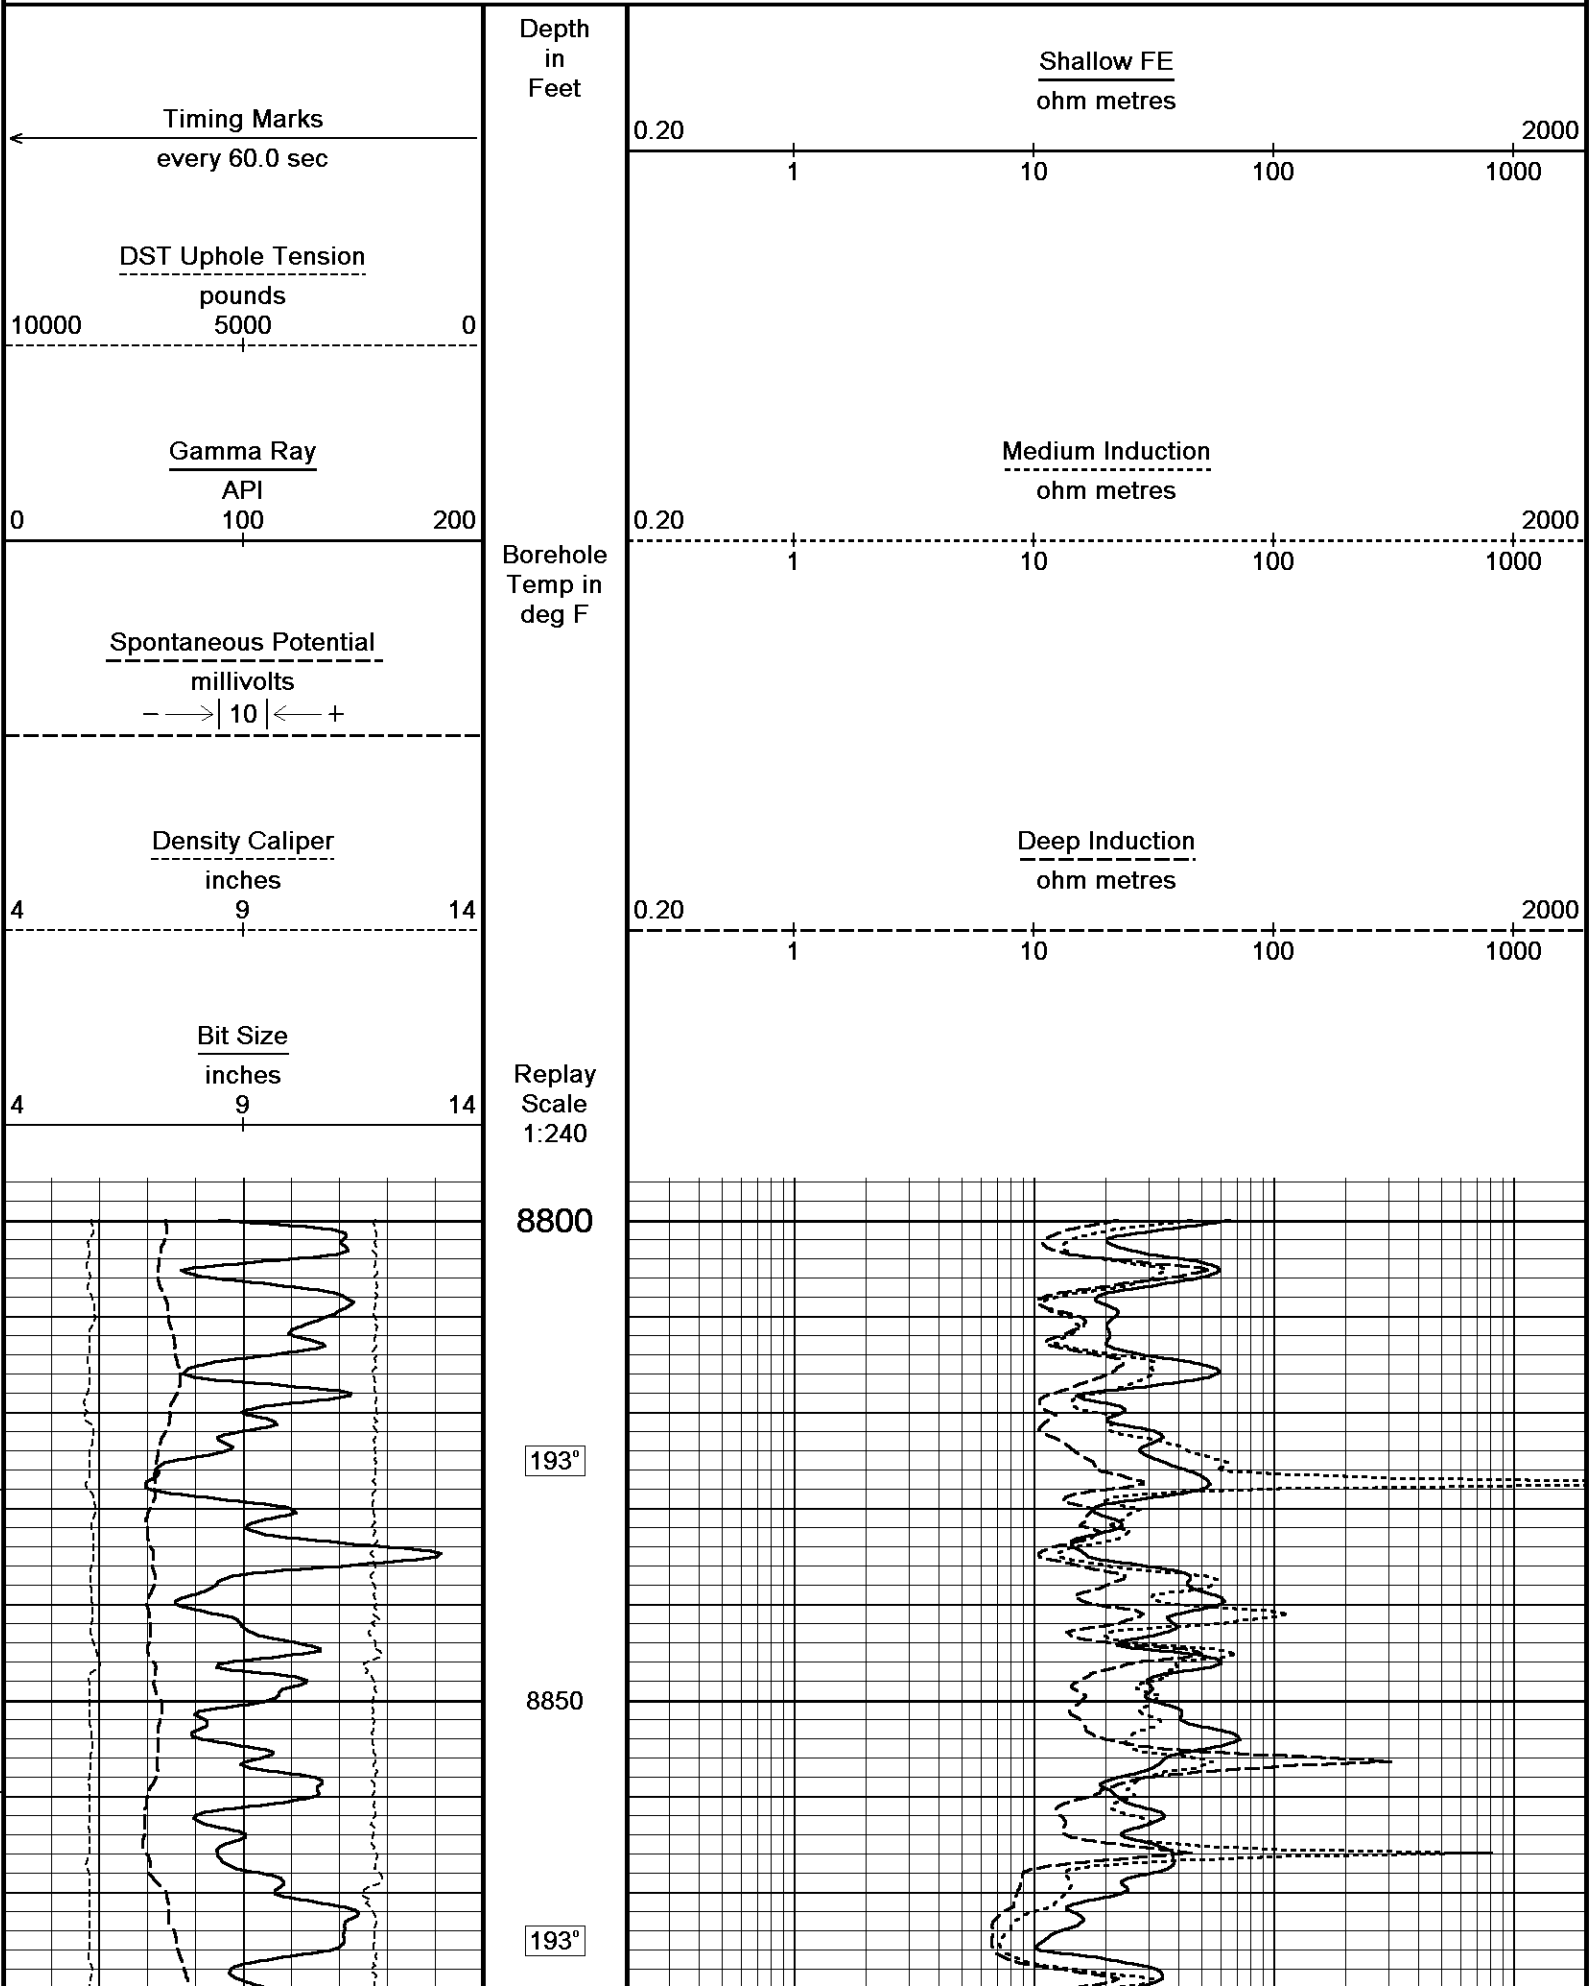 Timing Marks
every 60.0 sec
DST Uphole Tension
pounds
10000 5000 0
Gamma Ray
API
0 100 200
Spontaneous Potential
millivolts
− → | 10 | ← +
Density Caliper
inches
4 9 14
Bit Size
inches
4 9 14
Depth
in
Feet
Borehole
Temp in
deg F
Replay
Scale
1:240
Shallow FE
ohm metres
0.20 2000
1 10 100 1000
Medium Induction
ohm metres
0.20 2000
1 10 100 1000
Deep Induction
ohm metres
0.20 2000
1 10 100 1000
8800
193°
8850
193°